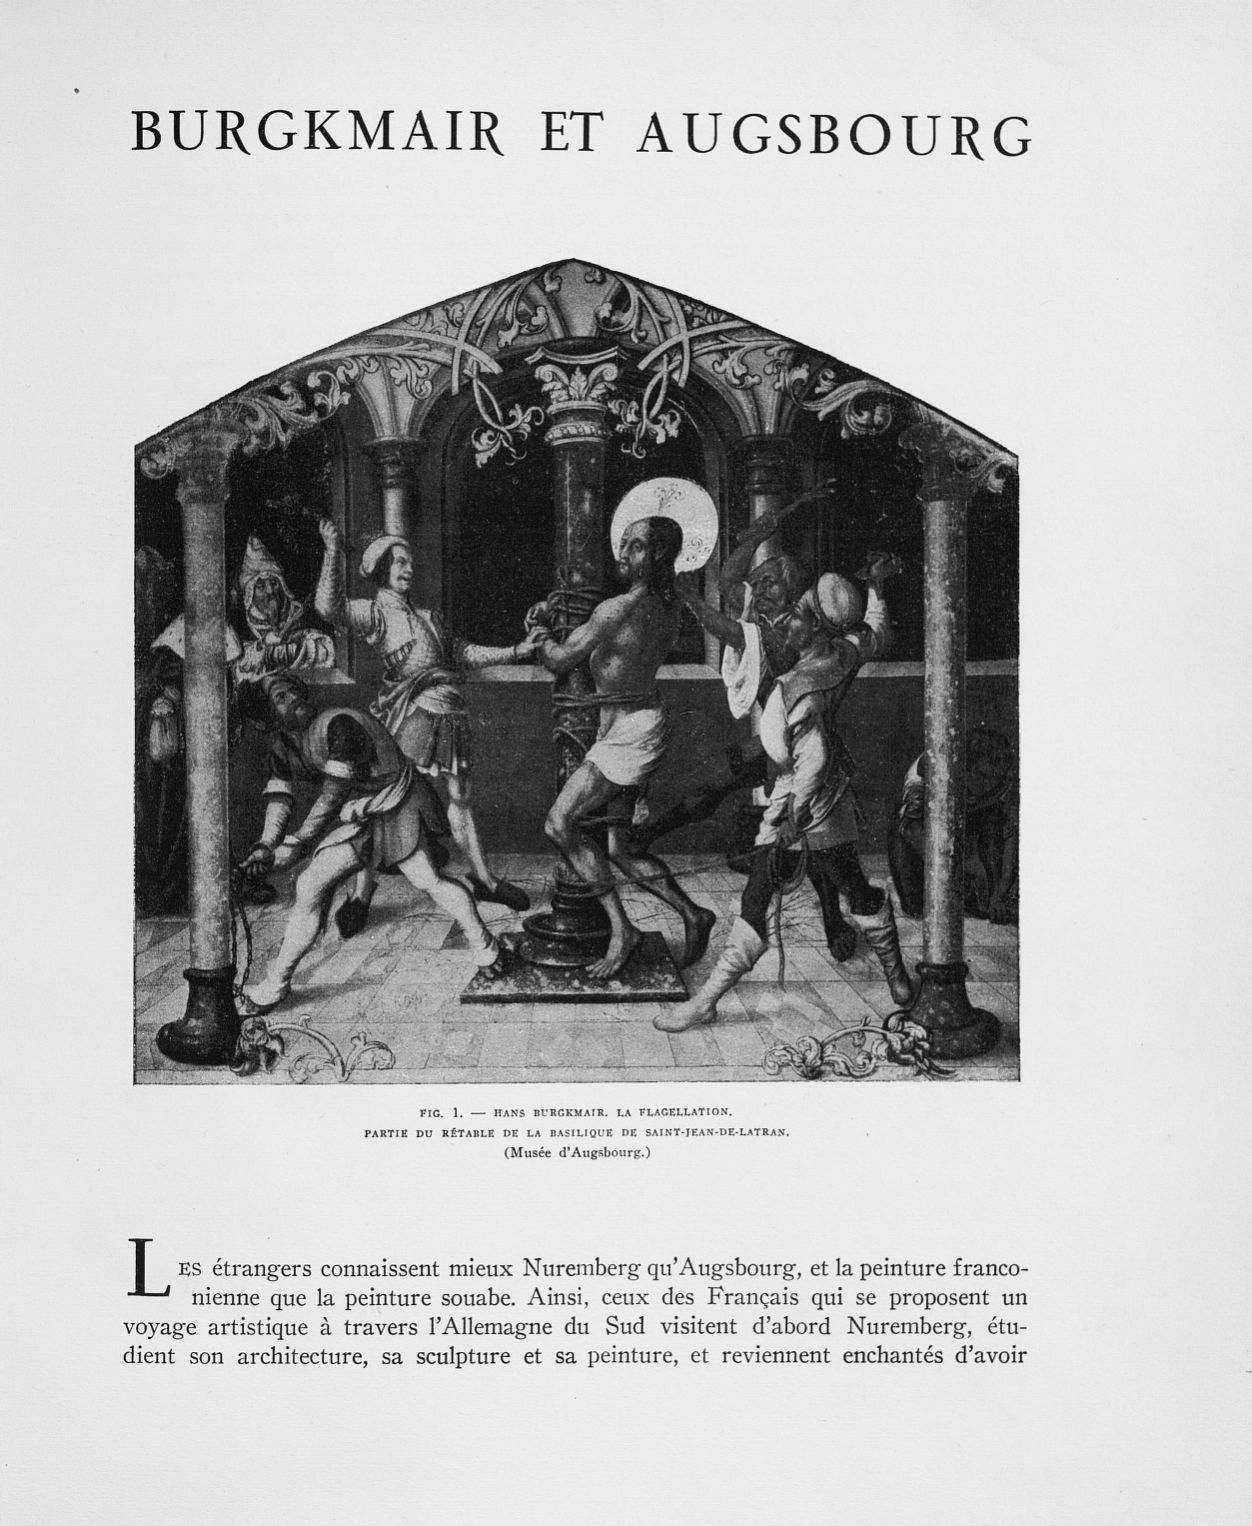 BURGKMAIR ET AUGSBOURG
FIG. 1. — HANS BURGKMAIR. LA FLAGELLATION.
PARTIE DU RÉTABLE DE LA BASILIQUE DE SAINT-JEAN-DE-LATRAN.
(Musée d'Augsbourg.)
LES étrangers connaissent mieux Nuremberg qu'Augsbourg, et la peinture franco-
nienne que la peinture souabe. Ainsi, ceux des Français qui se proposent un
voyage artistique à travers l'Allemagne du Sud visitent d'abord Nuremberg, étu-
dient son architecture, sa sculpture et sa peinture, et reviennent enchantés d'avoir